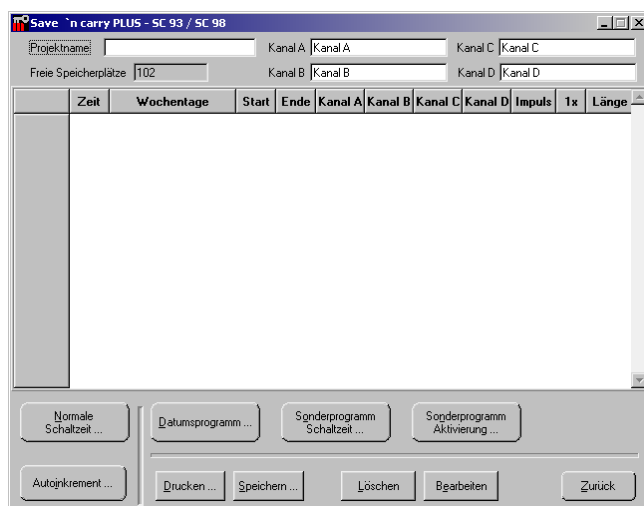 Save `n carry PLUS - SC 93 / SC 98
Projektname Kanal A Kanal A Kanal C Kanal C
Freie Speicherplätze 102 Kanal B Kanal B Kanal D Kanal D
Zeit Wochentage Start Ende Kanal A Kanal B Kanal C Kanal D Impuls 1x Länge
Normale Schaltzeit ...
Datumsprogramm ...
Sonderprogramm Schaltzeit ...
Sonderprogramm Aktivierung ...
Autoinkrement ... Drucken ... Speichern ... Löschen Bearbeiten Zurück